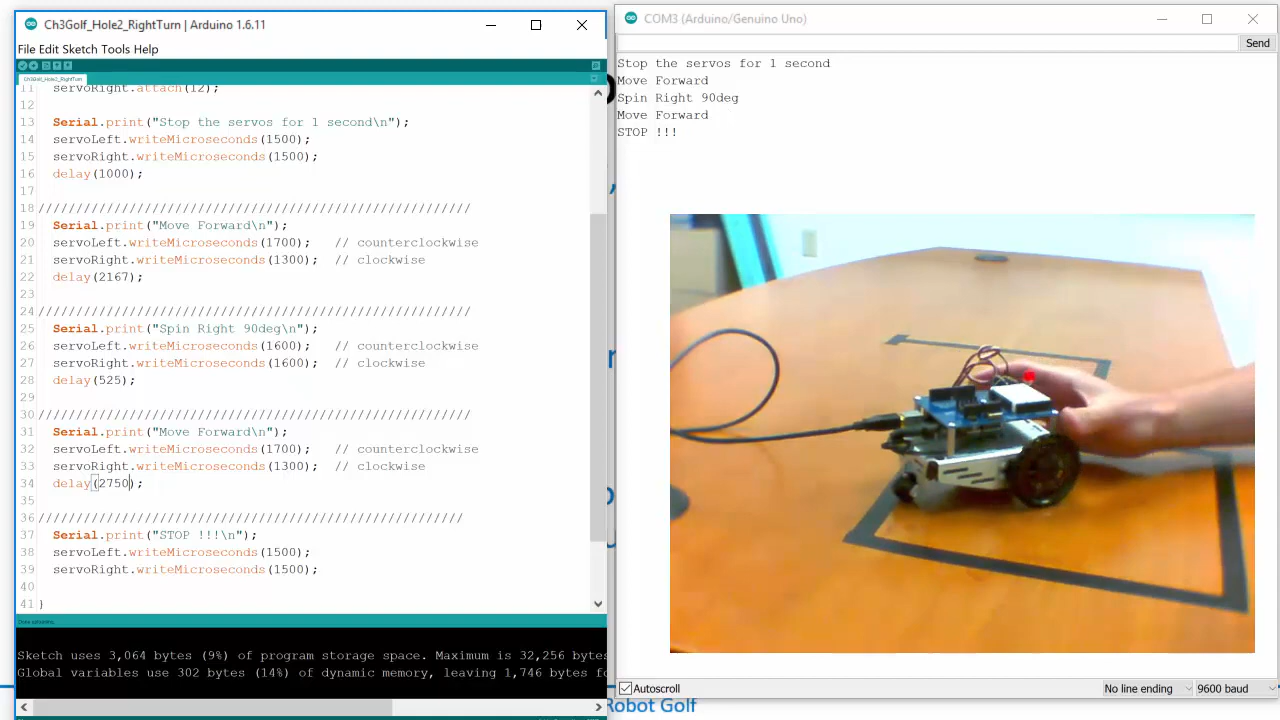 Ch3Golf_Hole2_RightTurn | Arduino 1.6.11
File Edit Sketch Tools Help
Ch3Golf_Hole2_RightTurn
11 servoRight.attach(12);
12
13 Serial.print("Stop the servos for 1 second\n");
14 servoLeft.writeMicroseconds(1500);
15 servoRight.writeMicroseconds(1500);
16 delay(1000);
17
18 /////////////////////////////////////////////////////////
19 Serial.print("Move Forward\n");
20 servoLeft.writeMicroseconds(1700); // counterclockwise
21 servoRight.writeMicroseconds(1300); // clockwise
22 delay(2167);
23
24 /////////////////////////////////////////////////////////
25 Serial.print("Spin Right 90deg\n");
26 servoLeft.writeMicroseconds(1600); // counterclockwise
27 servoRight.writeMicroseconds(1600); // clockwise
28 delay(525);
29
30 /////////////////////////////////////////////////////////
31 Serial.print("Move Forward\n");
32 servoLeft.writeMicroseconds(1700); // counterclockwise
33 servoRight.writeMicroseconds(1300); // clockwise
34 delay(2750);
35
36 ////////////////////////////////////////////////////////
37 Serial.print("STOP !!!\n");
38 servoLeft.writeMicroseconds(1500);
39 servoRight.writeMicroseconds(1500);
40
41 }
Done uploading.
Sketch uses 3,064 bytes (9%) of program storage space. Maximum is 32,256 bytes
Global variables use 302 bytes (14%) of dynamic memory, leaving 1,746 bytes fo
COM3 (Arduino/Genuino Uno)
Send
Stop the servos for 1 second
Move Forward
Spin Right 90deg
Move Forward
STOP !!!
Autoscroll
No line ending
9600 baud
Robot Golf